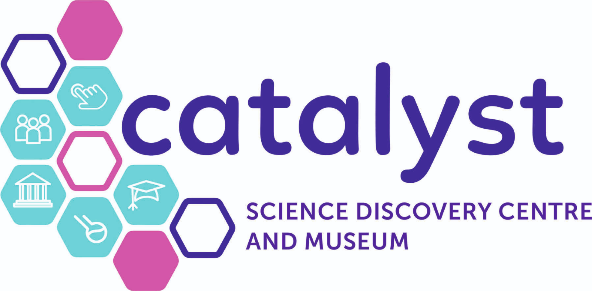 catalyst
SCIENCE DISCOVERY CENTRE
AND MUSEUM